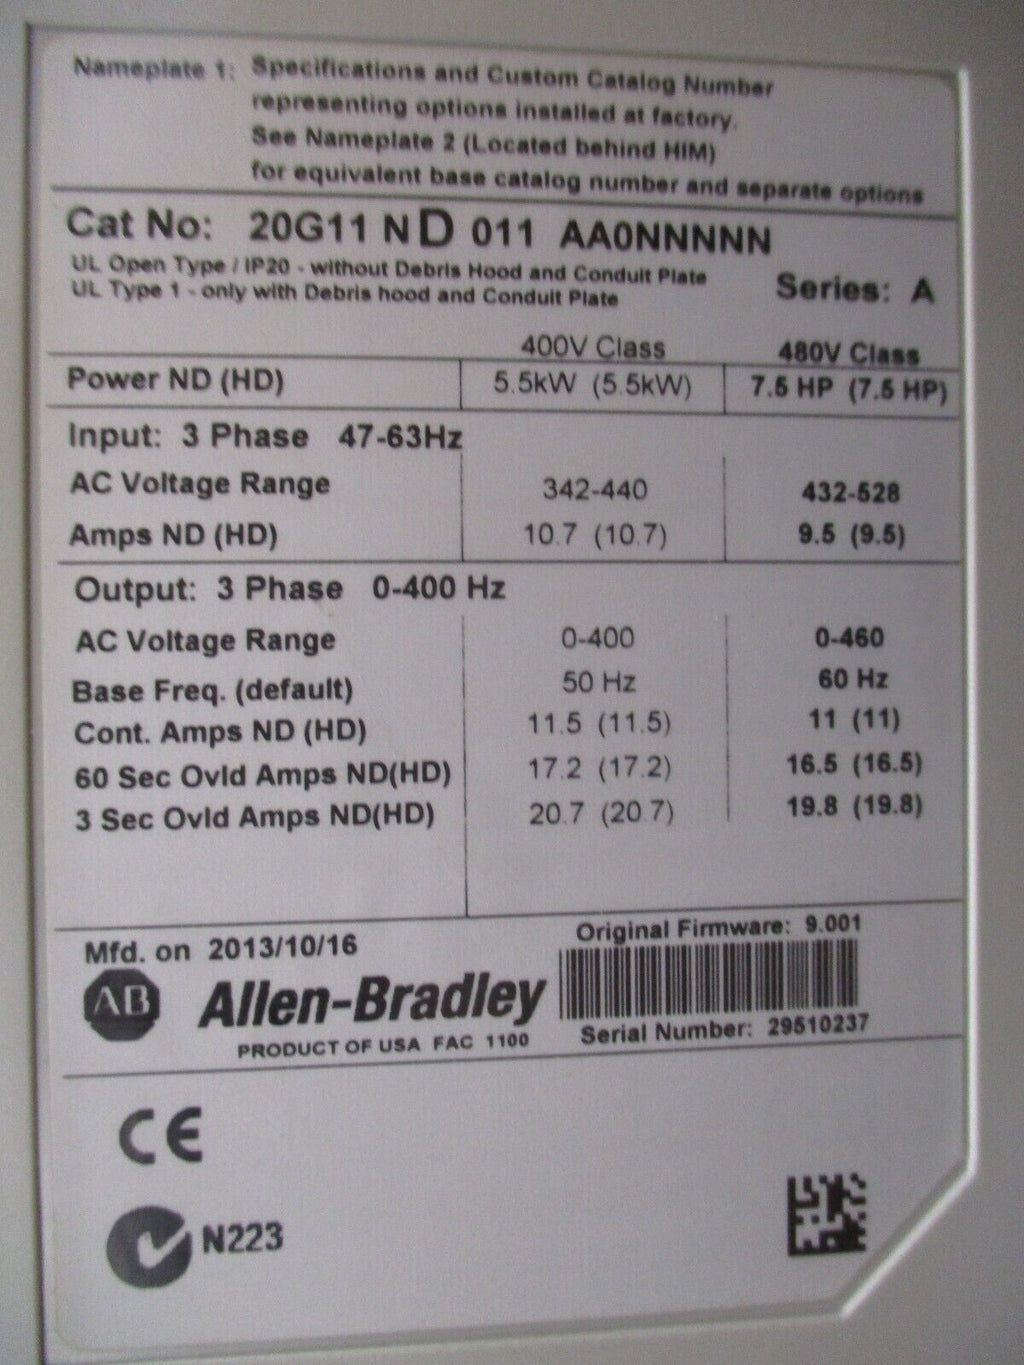 Nameplate 1: Specifications and Custom Catalog Number
representing options installed at factory.
See Nameplate 2 (Located behind HIM)
for equivalent base catalog number and separate options
Cat No: 20G11 N D 011 AA0NNNNN
UL Open Type / IP20 - without Debris Hood and Conduit Plate
UL Type 1 - only with Debris hood and Conduit Plate
Series: A
400V Class 480V Class
Power ND (HD) 5.5kW (5.5kW) 7.5 HP (7.5 HP)
Input: 3 Phase 47-63Hz
AC Voltage Range 342-440 432-528
Amps ND (HD) 10.7 (10.7) 9.5 (9.5)
Output: 3 Phase 0-400 Hz
AC Voltage Range 0-400 0-460
Base Freq. (default) 50 Hz 60 Hz
Cont. Amps ND (HD) 11.5 (11.5) 11 (11)
60 Sec Ovld Amps ND(HD) 17.2 (17.2) 16.5 (16.5)
3 Sec Ovld Amps ND(HD) 20.7 (20.7) 19.8 (19.8)
Mfd. on 2013/10/16
Original Firmware: 9.001
AB Allen-Bradley
PRODUCT OF USA FAC 1100
Serial Number: 29510237
CE
N223